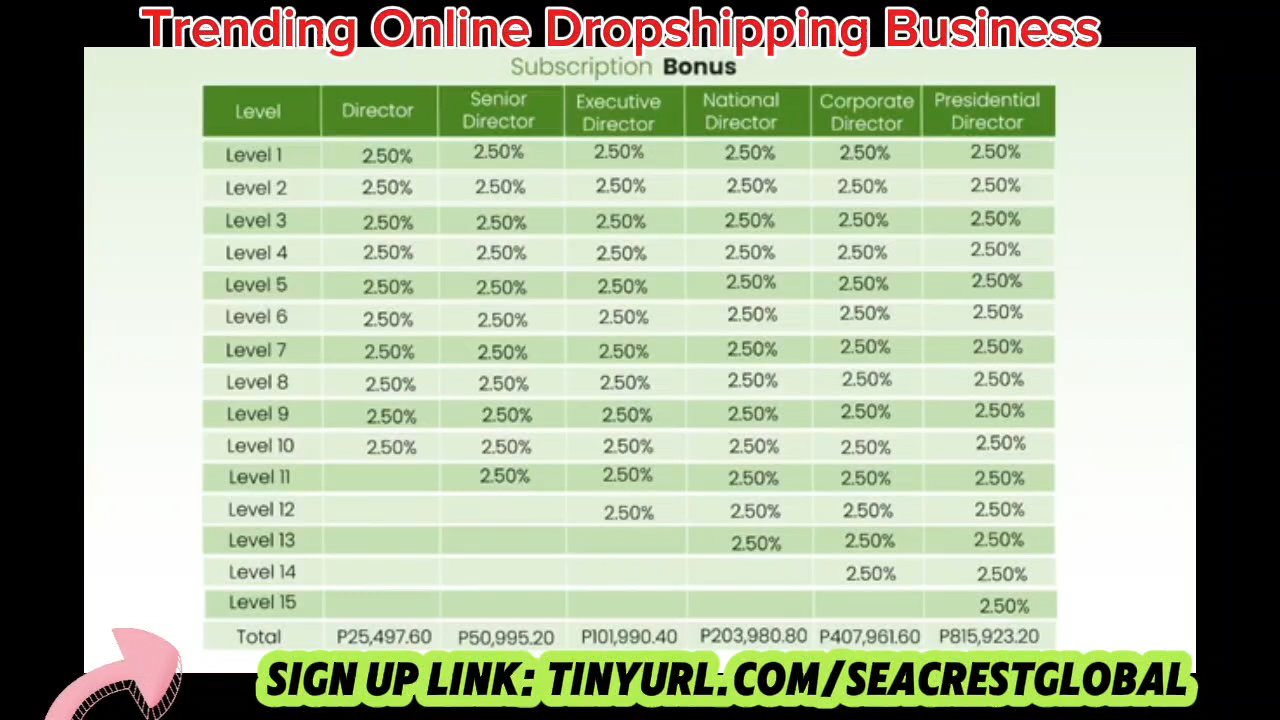 Trending Online Dropshipping Business
Subscription Bonus
Level Director Senior Director Executive Director National Director Corporate Director Presidential Director
Level 1 2.50% 2.50% 2.50% 2.50% 2.50% 2.50%
Level 2 2.50% 2.50% 2.50% 2.50% 2.50% 2.50%
Level 3 2.50% 2.50% 2.50% 2.50% 2.50% 2.50%
Level 4 2.50% 2.50% 2.50% 2.50% 2.50% 2.50%
Level 5 2.50% 2.50% 2.50% 2.50% 2.50% 2.50%
Level 6 2.50% 2.50% 2.50% 2.50% 2.50% 2.50%
Level 7 2.50% 2.50% 2.50% 2.50% 2.50% 2.50%
Level 8 2.50% 2.50% 2.50% 2.50% 2.50% 2.50%
Level 9 2.50% 2.50% 2.50% 2.50% 2.50% 2.50%
Level 10 2.50% 2.50% 2.50% 2.50% 2.50% 2.50%
Level 11 2.50% 2.50% 2.50% 2.50% 2.50%
Level 12 2.50% 2.50% 2.50% 2.50%
Level 13 2.50% 2.50% 2.50%
Level 14 2.50% 2.50%
Level 15 2.50%
Total P25,497.60 P50,995.20 P101,990.40 P203,980.80 P407,961.60 P815,923.20
SIGN UP LINK: TINYURL.COM/SEACRESTGLOBAL